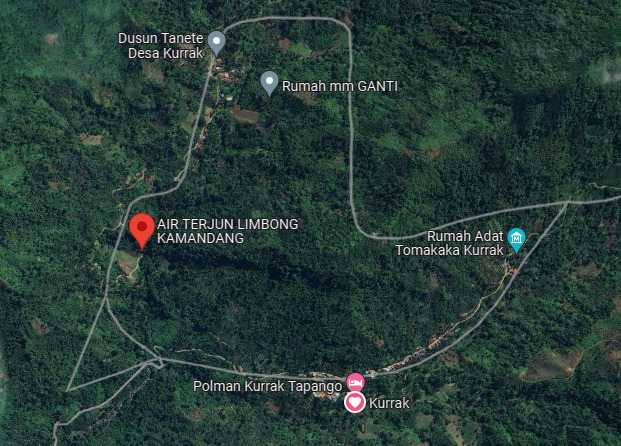 Dusun Tanete
Desa Kurrak
Rumah mm GANTI
AIR TERJUN LIMBONG
KAMANDANG
Rumah Adat
Tomakaka Kurrak
Polman Kurrak Tapango
Kurrak